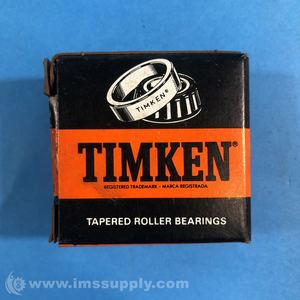 TIMKEN®
TIMKEN®
REGISTERED TRADEMARK - MARCA REGISTRADA
TAPERED ROLLER BEARINGS
© www.imssupply.com